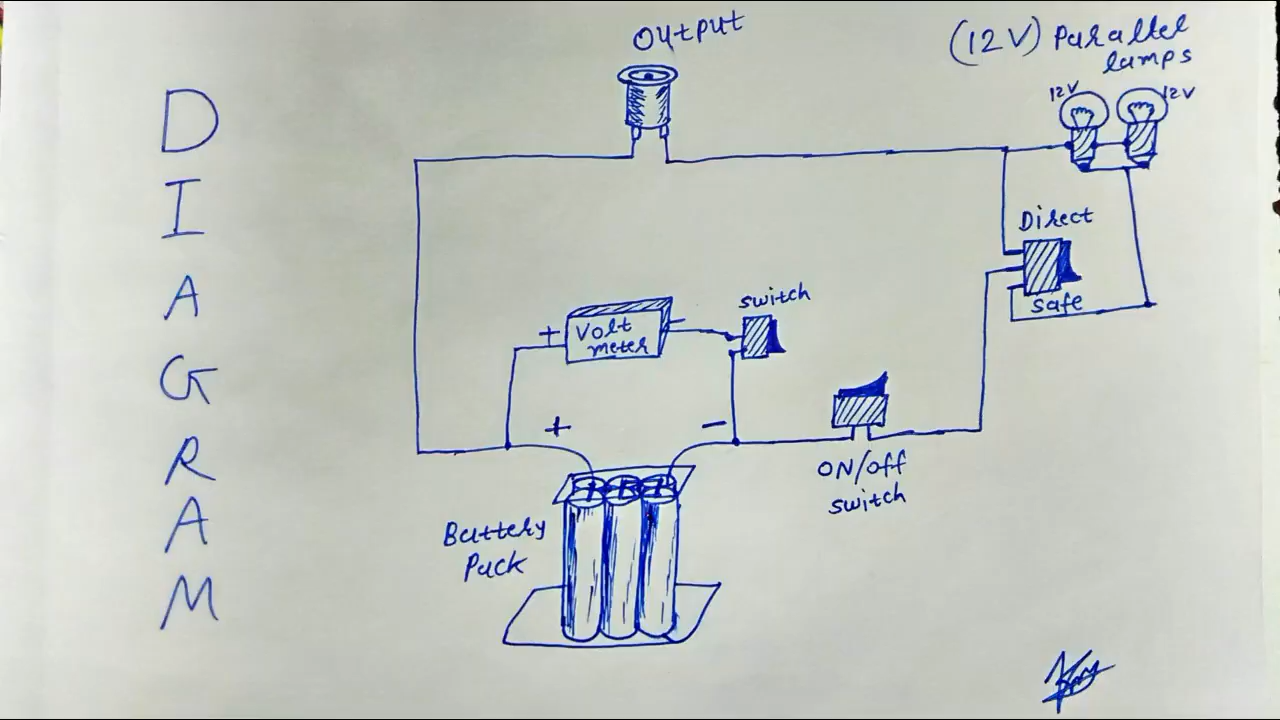 DIAGRAM
Output
(12V) Parallel
lamps
12V
12V
Direct
Safe
Switch
+
Volt
meter
-
+
-
ON/off
switch
Battery
Pack